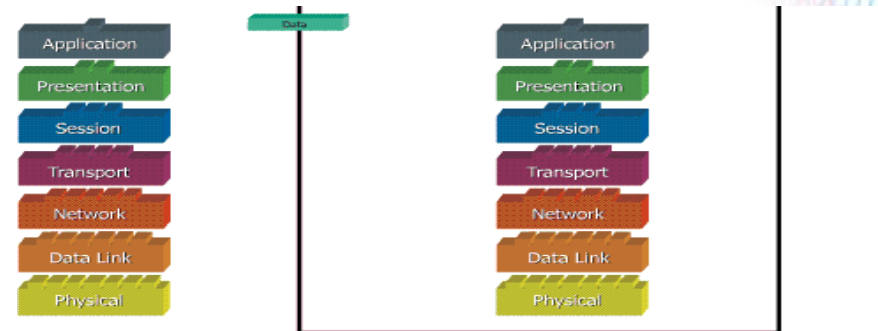 Data
Application
Presentation
Session
Transport
Network
Data Link
Physical
Application
Presentation
Session
Transport
Network
Data Link
Physical